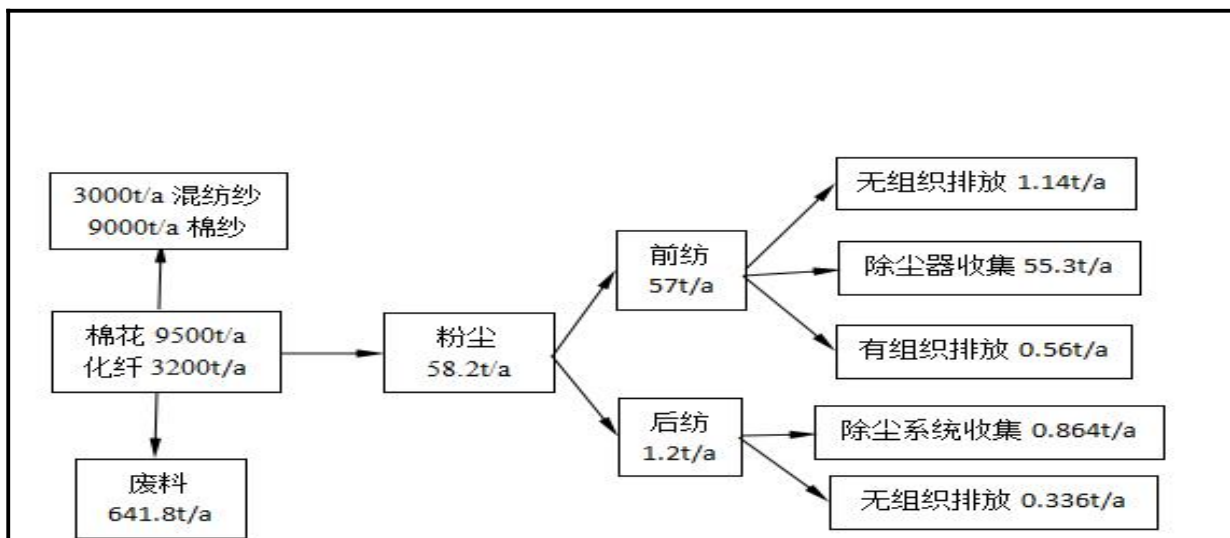 3000t/a 混纺纱
9000t/a 棉纱
棉花 9500t/a
化纤 3200t/a
废料
641.8t/a
粉尘
58.2t/a
前纺
57t/a
后纺
1.2t/a
无组织排放 1.14t/a
除尘器收集 55.3t/a
有组织排放 0.56t/a
除尘系统收集 0.864t/a
无组织排放 0.336t/a